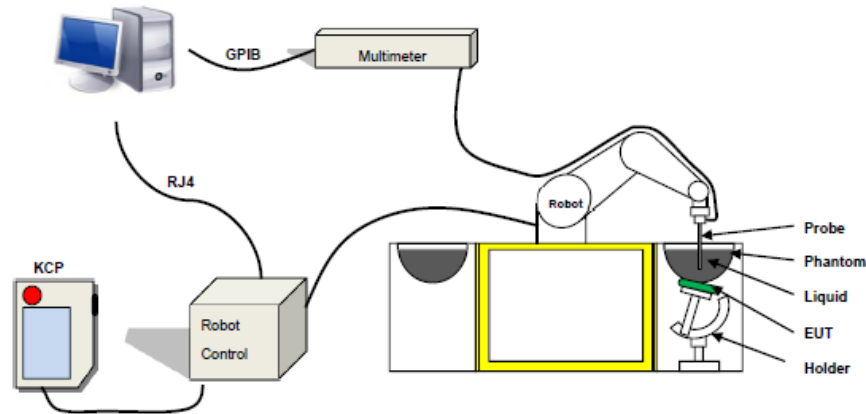 GPIB
Multimeter
RJ4
Robot
KCP
Robot
Control
Probe
Phantom
Liquid
EUT
Holder